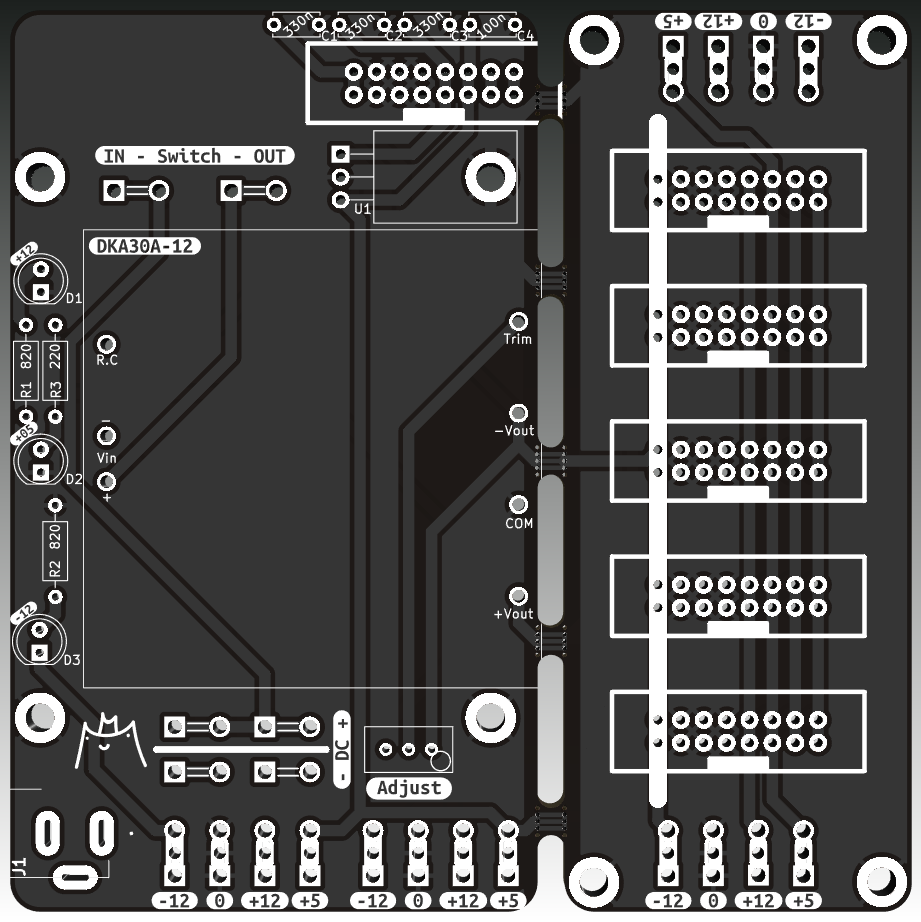 330n 330n 330n 100n
C1 C2 C3 C4
+5 +12 0 -12
IN - Switch - OUT
U1
DKA30A-12
+12
D1
R1 820
R3 220
R.C
Trim
+05
D2
-
Vin
+
-Vout
COM
R2 820
+Vout
-12
D3
- DC +
Adjust
J1
-12 0 +12 +5 -12 0 +12 +5
-12 0 +12 +5